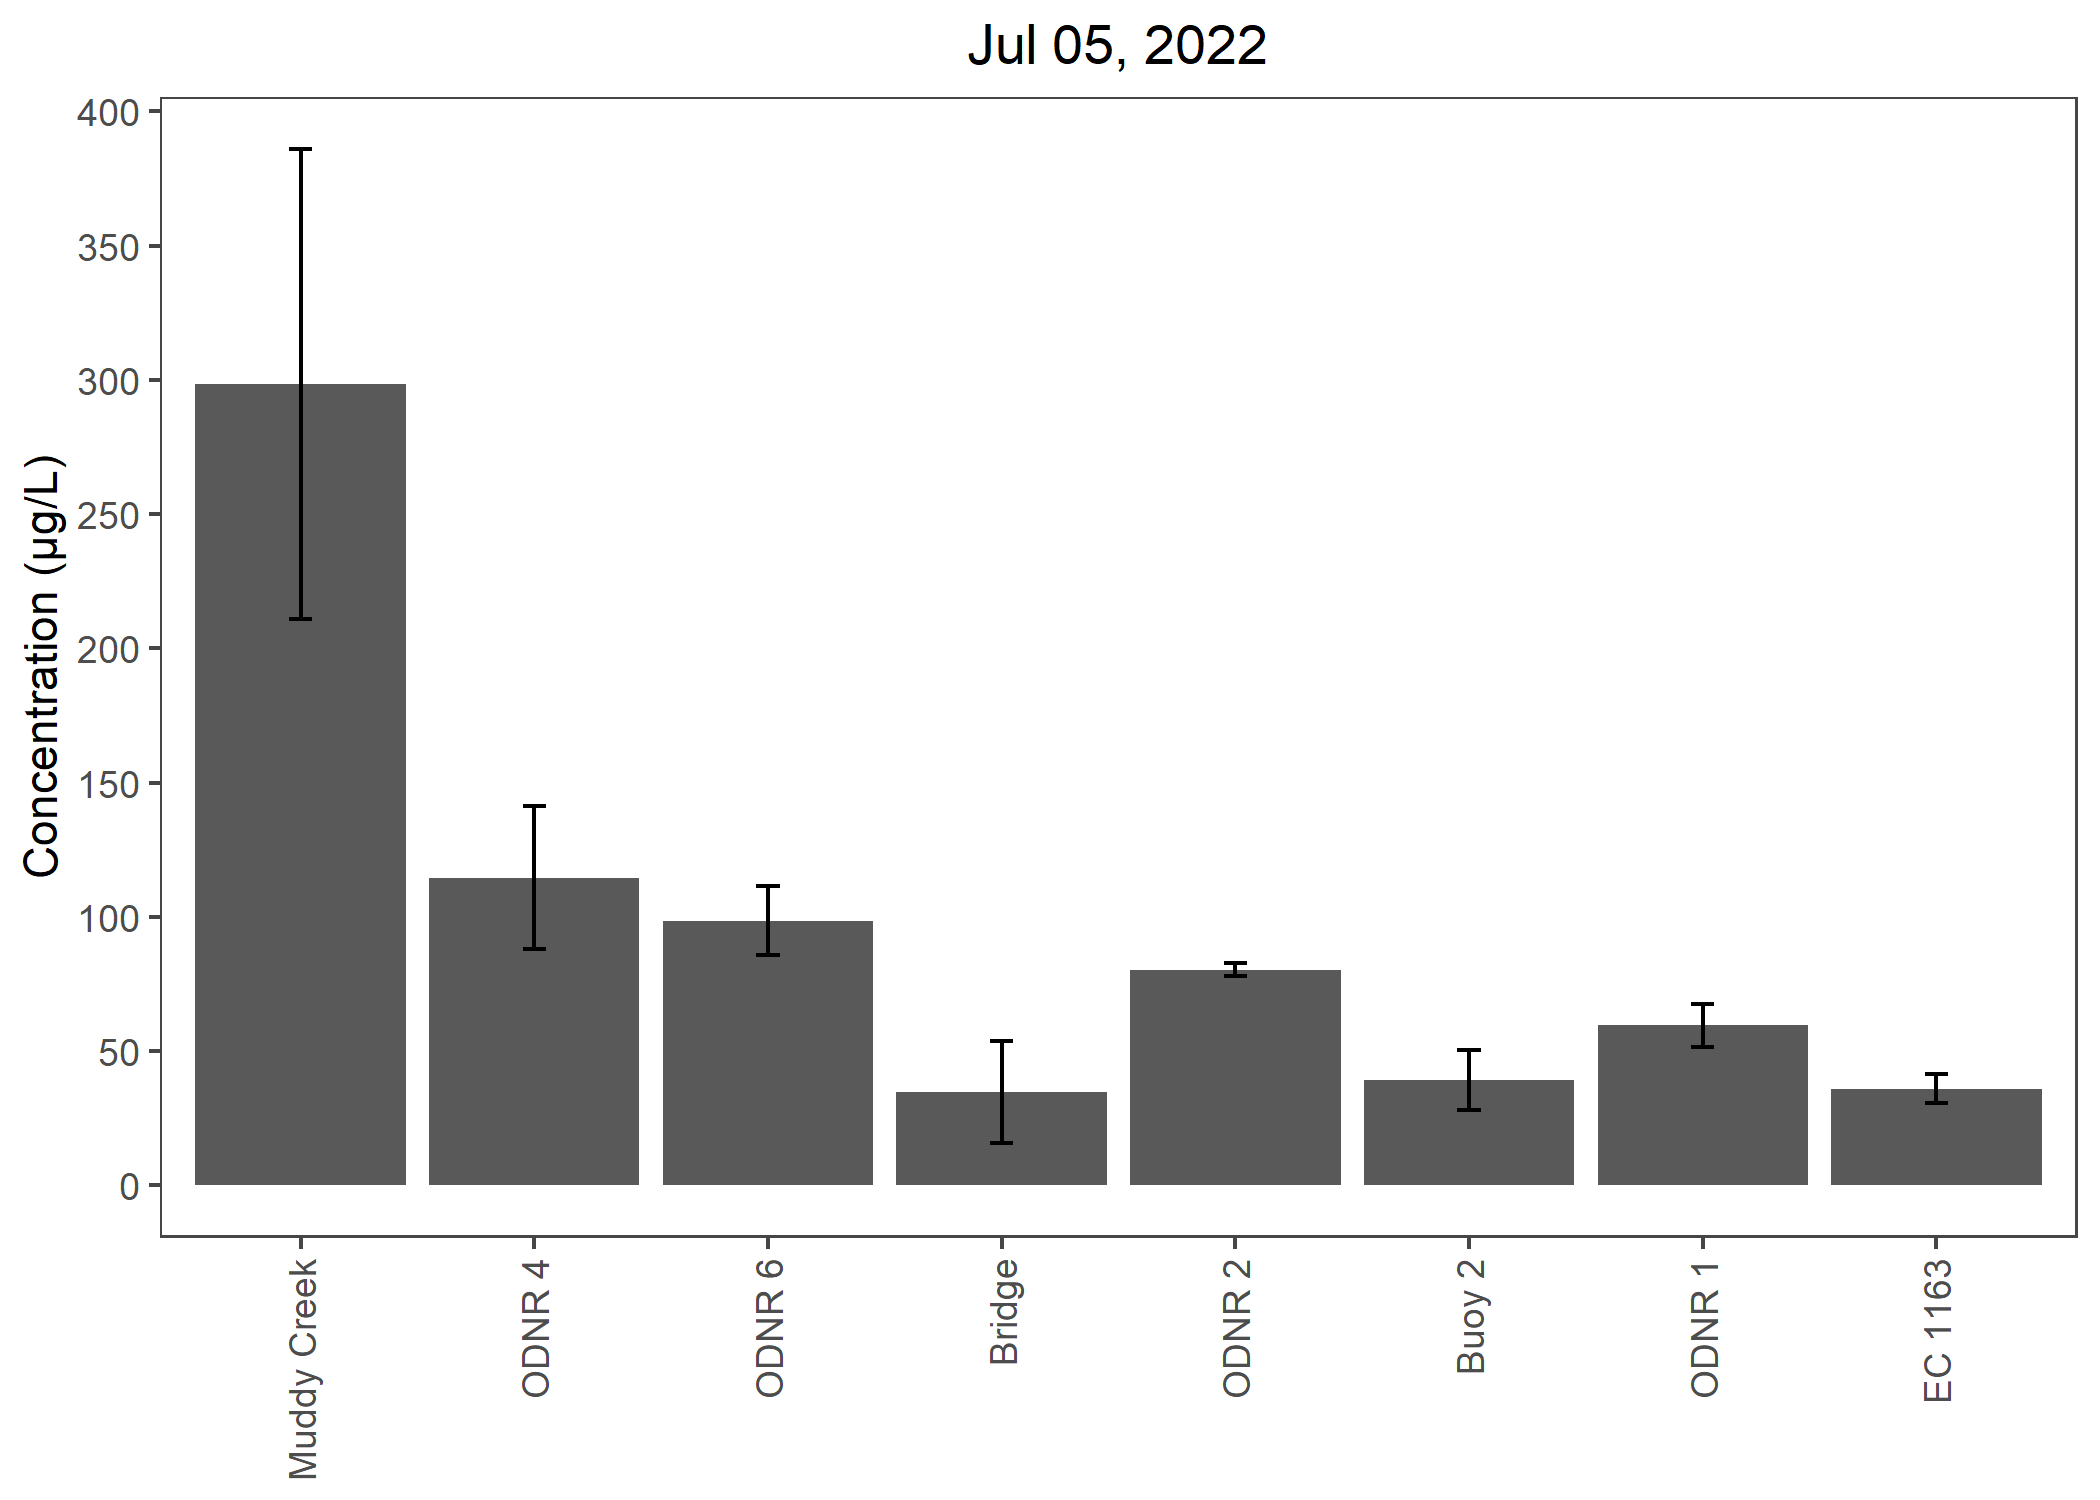 Jul 05, 2022
Concentration (µg/L)
400
350
300
250
200
150
100
50
0
Muddy Creek
ODNR 4
ODNR 6
Bridge
ODNR 2
Buoy 2
ODNR 1
EC 1163